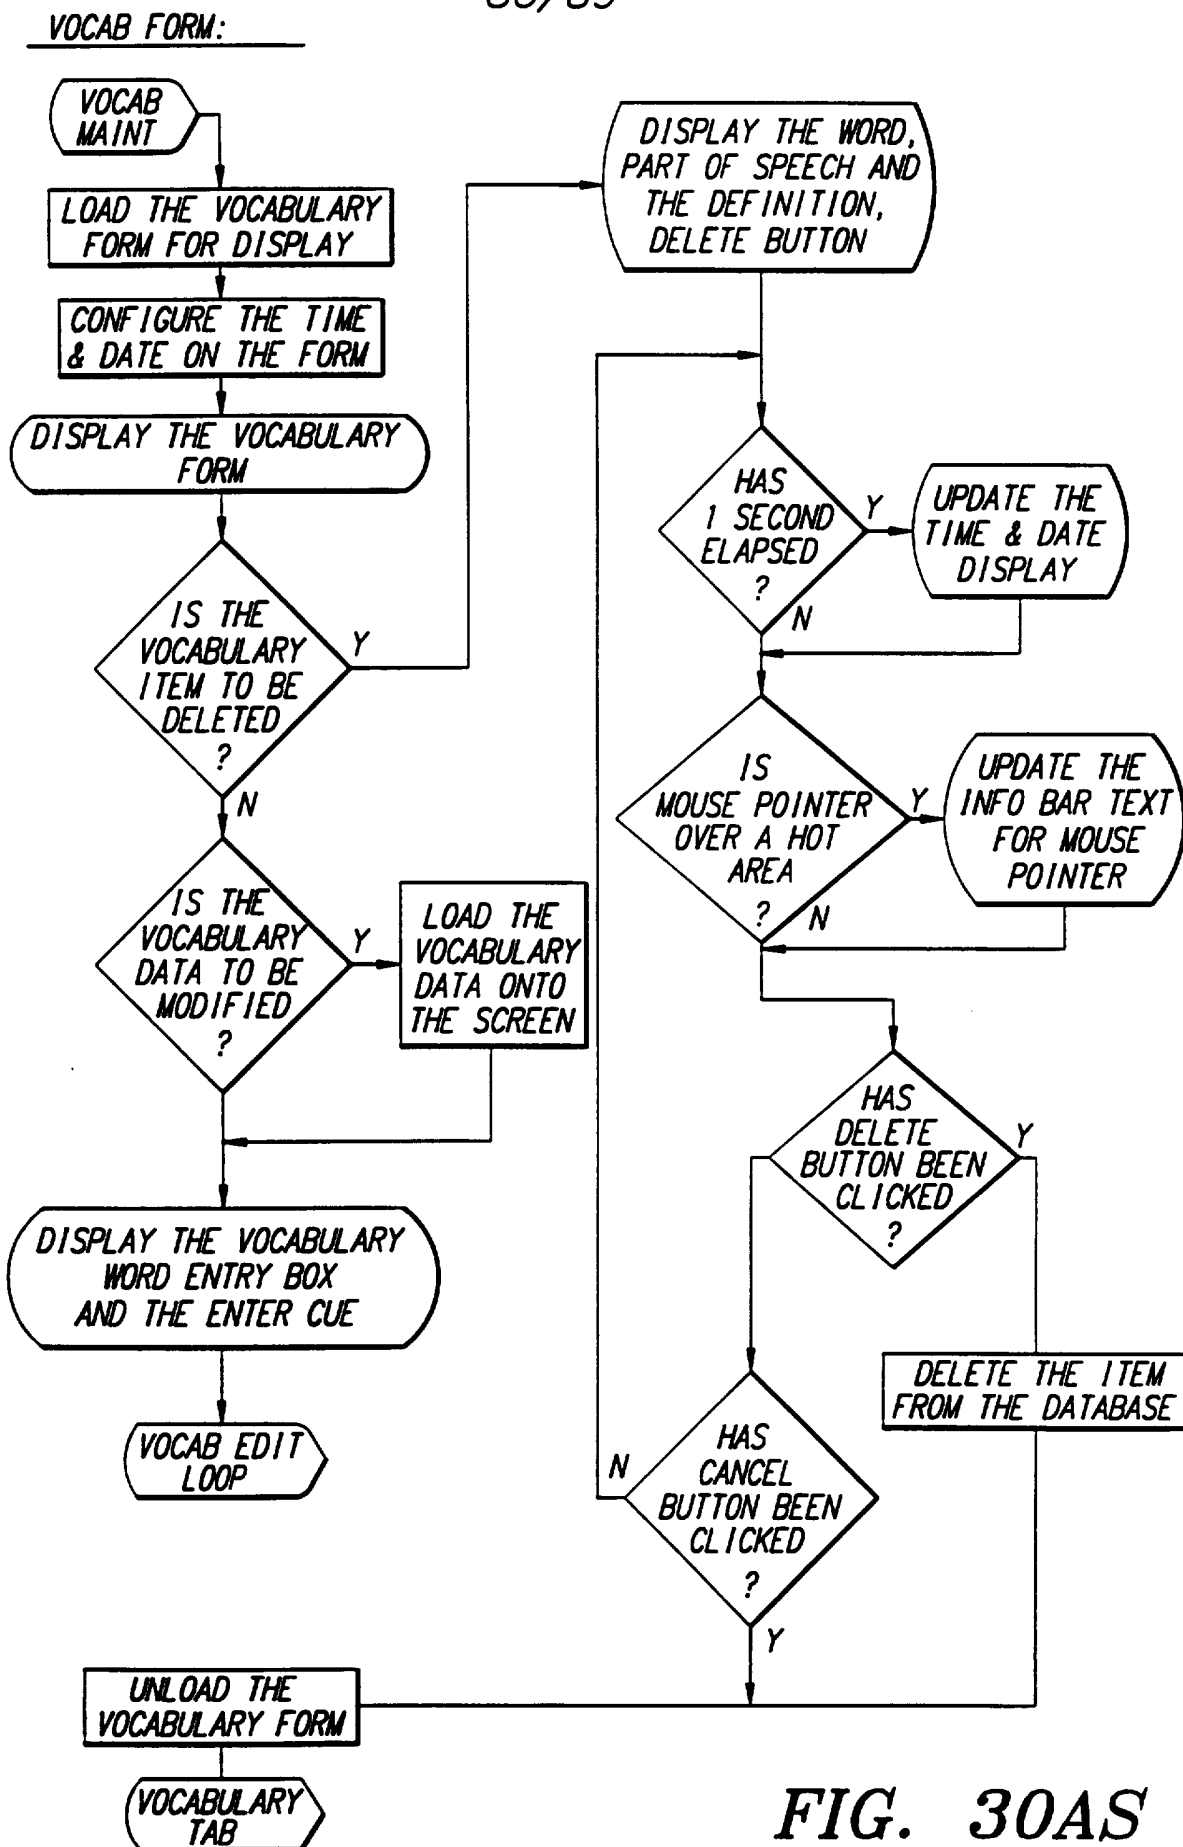 VOCAB FORM:
VOCAB
MAINT
LOAD THE VOCABULARY
FORM FOR DISPLAY
CONFIGURE THE TIME
& DATE ON THE FORM
DISPLAY THE VOCABULARY
FORM
IS THE
VOCABULARY
ITEM TO BE
DELETED
?
Y
N
IS THE
VOCABULARY
DATA TO BE
MODIFIED
?
Y
LOAD THE
VOCABULARY
DATA ONTO
THE SCREEN
DISPLAY THE VOCABULARY
WORD ENTRY BOX
AND THE ENTER CUE
VOCAB EDIT
LOOP
DISPLAY THE WORD,
PART OF SPEECH AND
THE DEFINITION,
DELETE BUTTON
HAS
1 SECOND
ELAPSED
?
Y
N
UPDATE THE
TIME & DATE
DISPLAY
IS
MOUSE POINTER
OVER A HOT
AREA
?
Y
N
UPDATE THE
INFO BAR TEXT
FOR MOUSE
POINTER
HAS
DELETE
BUTTON BEEN
CLICKED
?
Y
DELETE THE ITEM
FROM THE DATABASE
HAS
CANCEL
BUTTON BEEN
CLICKED
?
N
Y
UNLOAD THE
VOCABULARY FORM
VOCABULARY
TAB
FIG. 30AS